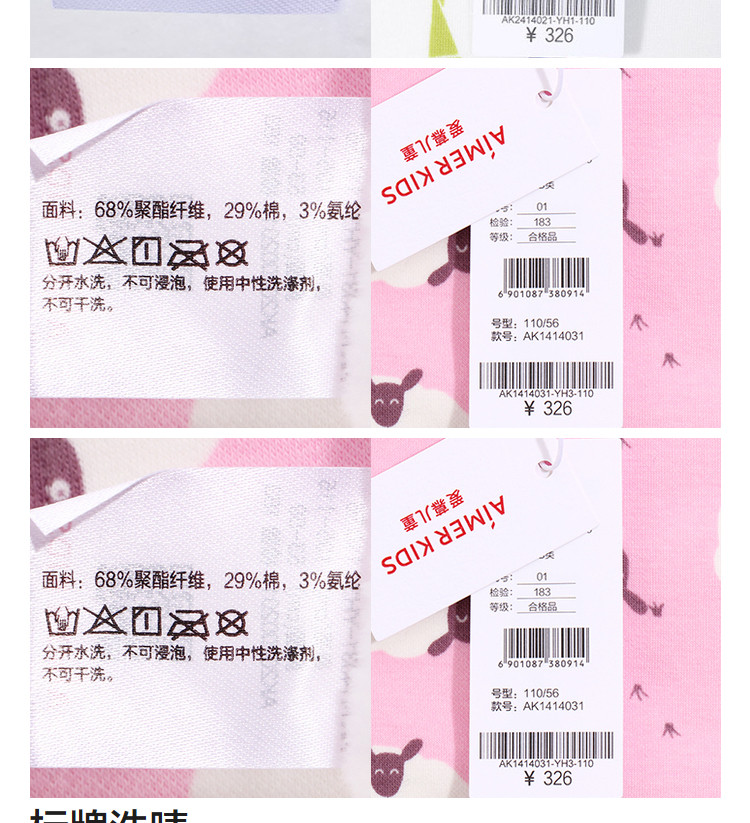 AK2414021-YH1-110
¥ 326
面料：68%聚酯纤维，29%棉，3%氨纶
分开水洗，不可浸泡，使用中性洗涤剂，
不可干洗。
AiMER KIDS
爱慕儿童
类
号： 01
检验： 183
等级： 合格品
6 901087 380914
号型：110/56
款号：AK1414031
AK1414031-YH3-110
¥ 326
面料：68%聚酯纤维，29%棉，3%氨纶
分开水洗，不可浸泡，使用中性洗涤剂，
不可干洗。
AiMER KIDS
爱慕儿童
类
号： 01
检验： 183
等级： 合格品
6 901087 380914
号型：110/56
款号：AK1414031
AK1414031-YH3-110
¥ 326